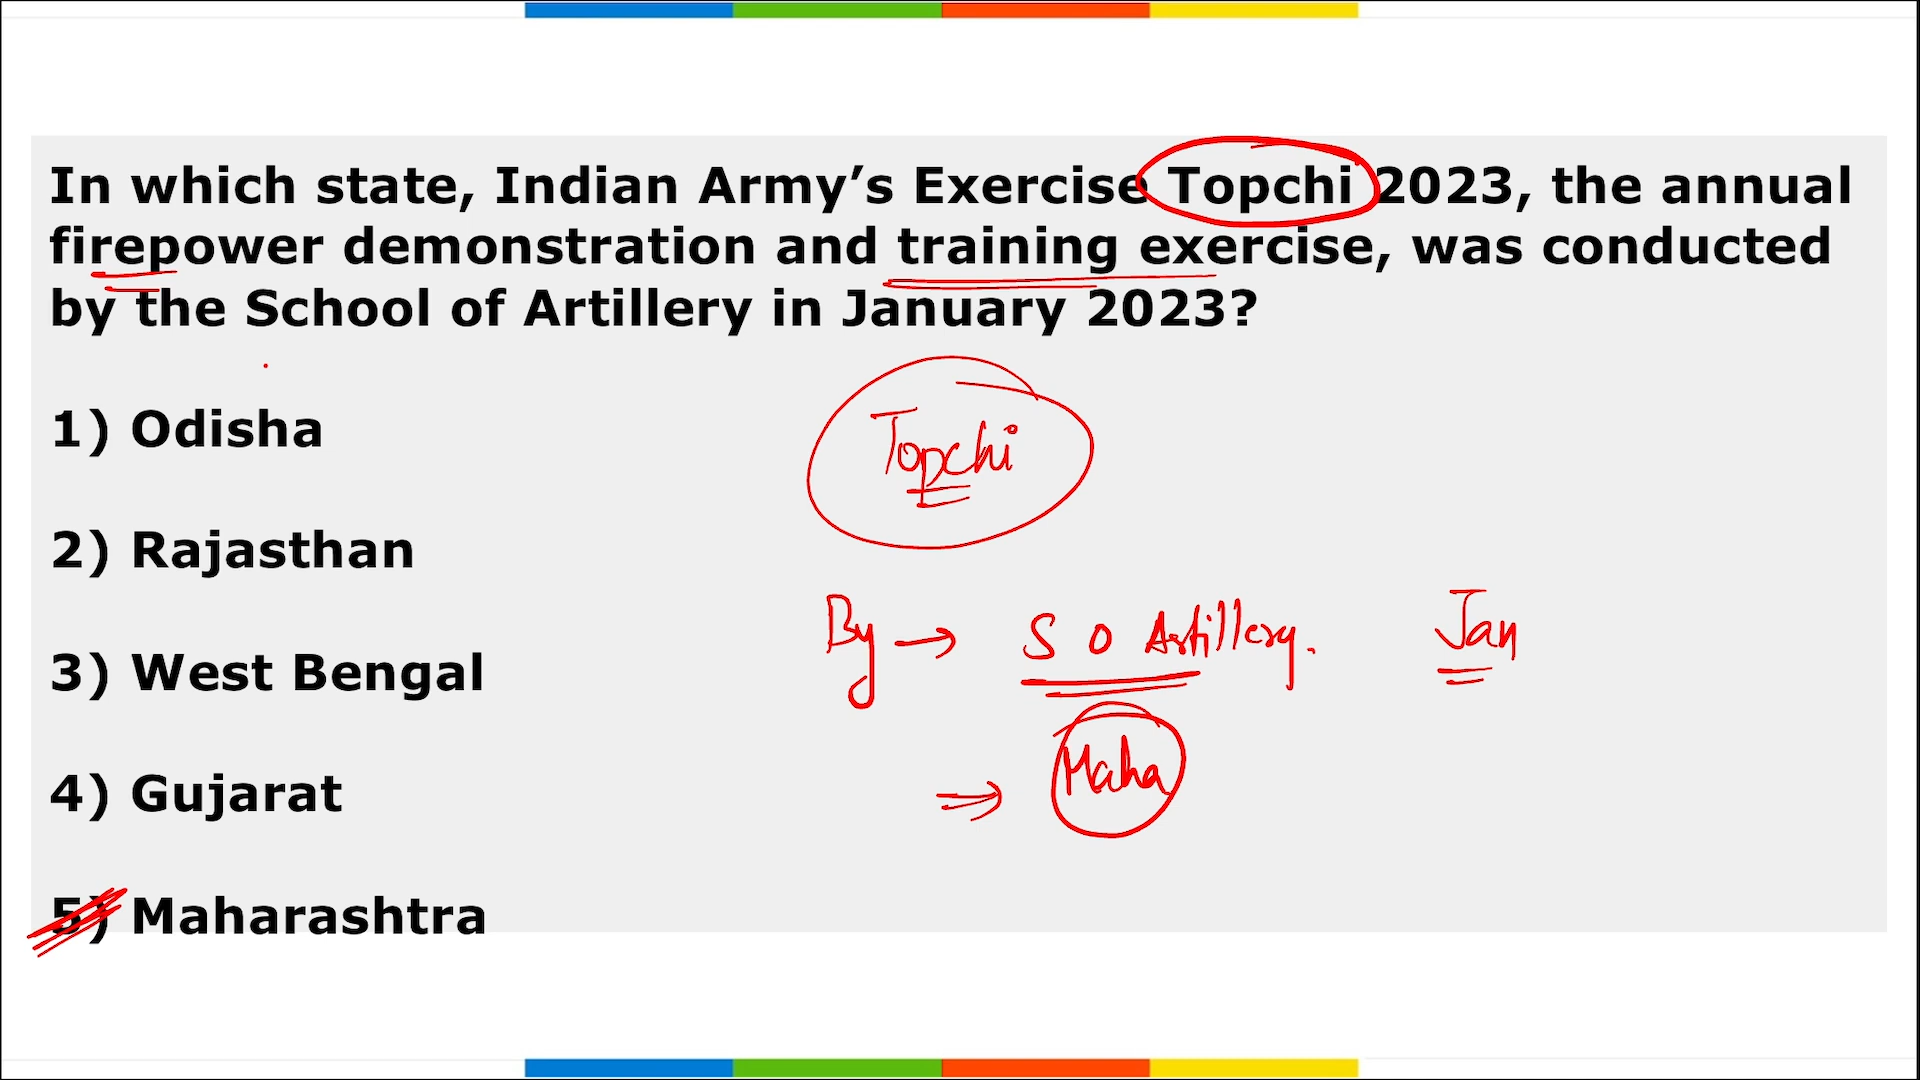 In which state, Indian Army’s Exercise Topchi 2023, the annual
firepower demonstration and training exercise, was conducted
by the School of Artillery in January 2023?
1) Odisha
Topchi
2) Rajasthan
By → S O Artillery. Jan
3) West Bengal
4) Gujarat
⇒ Maha
5) Maharashtra